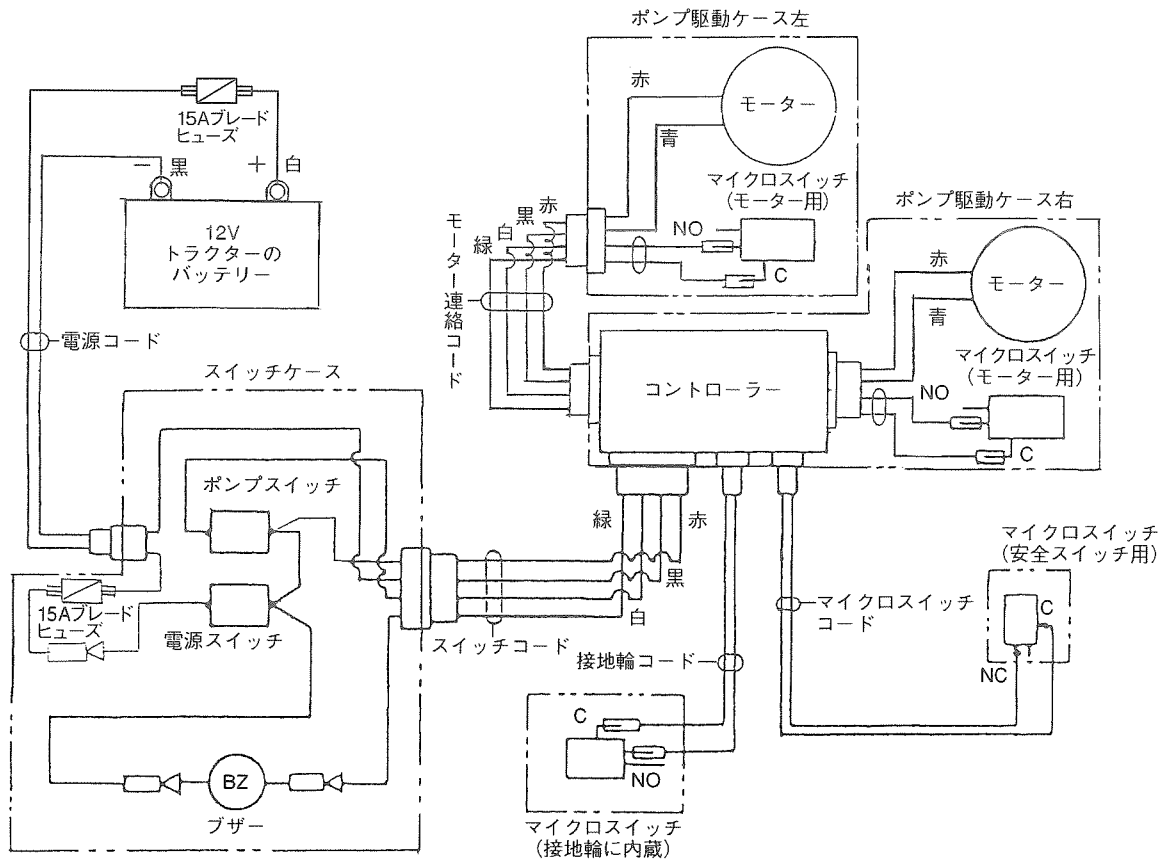 ポンプ駆動ケース左
赤
モーター
青
15Aブレード
ヒューズ
− 黒
+ 白
12V
トラクターの
バッテリー
マイクロスイッチ
(モーター用)
NO
C
モーター連絡コード
緑
白
黒
赤
ポンプ駆動ケース右
赤
モーター
青
マイクロスイッチ
(モーター用)
NO
C
コントローラー
電源コード
スイッチケース
ポンプスイッチ
15Aブレード
ヒューズ
電源スイッチ
緑
赤
黒
白
スイッチコード
マイクロスイッチ
(安全スイッチ用)
C
NC
マイクロスイッチ
コード
接地輪コード
C
NO
BZ
ブザー
マイクロスイッチ
(接地輪に内蔵)